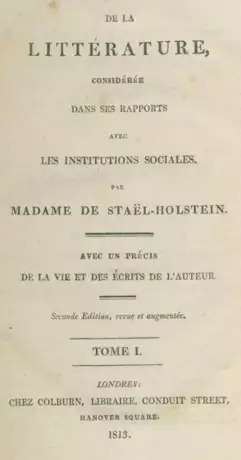 DE LA
LITTÉRATURE,
CONSIDÉRÉE
DANS SES RAPPORTS
AVEC
LES INSTITUTIONS SOCIALES.
PAR
MADAME DE STAËL-HOLSTEIN.
AVEC UN PRÉCIS
DE LA VIE ET DES ÉCRITS DE L'AUTEUR.
Seconde Edition, revue et augmentée.
TOME I.
LONDRES:
CHEZ COLBURN, LIBRAIRE, CONDUIT STREET,
HANOVER SQUARE.
1813.